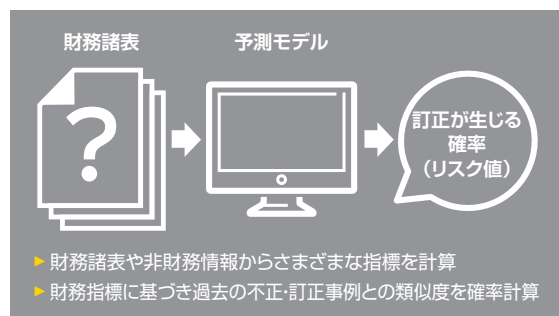 財務諸表
予測モデル
?
訂正が生じる
確率
(リスク値)
財務諸表や非財務情報からさまざまな指標を計算
財務指標に基づき過去の不正・訂正事例との類似度を確率計算